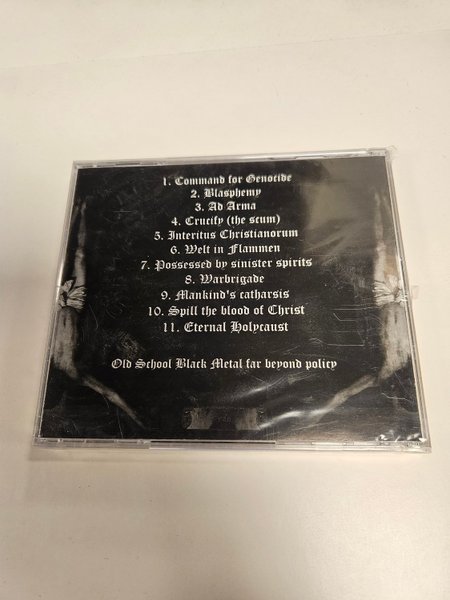 1. Command for Genocide
2. Blasphemy
3. Ad Arma
4. Crucify (the scum)
5. Interitus Christianorum
6. Welt in Flammen
7. Possessed by sinister spirits
8. Warbrigade
9. Mankind's catharsis
10. Spill the blood of Christ
11. Eternal Holycaust
Old School Black Metal far beyond policy